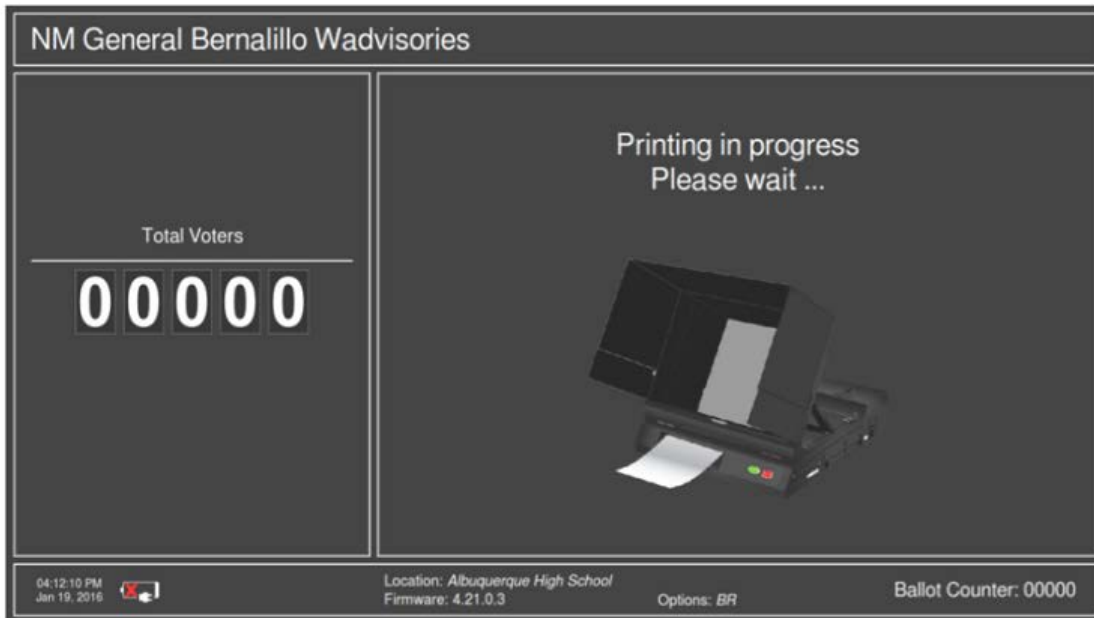 NM General Bernalillo Wadvisories
Total Voters
00000
Printing in progress
Please wait ...
04:12:10 PM
Jan 19, 2016
Location: Albuquerque High School
Firmware: 4.21.0.3
Options: BR
Ballot Counter: 00000